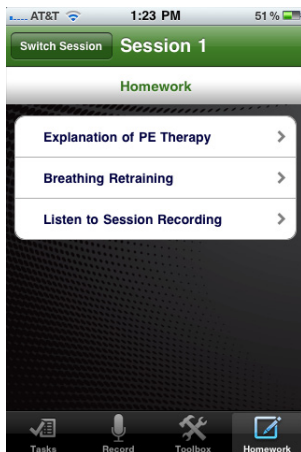 AT&T 1:23 PM 51%
Switch Session Session 1
Homework
Explanation of PE Therapy
Breathing Retraining
Listen to Session Recording
Tasks Record Toolbox Homework